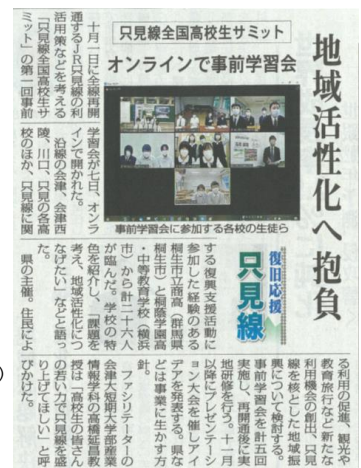 只見線全国高校生サミット
オンラインで事前学習会
地域活性化へ抱負
十月一日に全線再開
通するJR只見線の利
活用策などを考える
「只見線全国高校生サ
ミット」の第一回事前
学習会が七日、オンラ
インで開かれた。
沿線の会津、会津西
陵、川口、只見の各高
校のほか、只見線に関
事前学習会に参加する各校の生徒ら
復旧応援
只見線
する復興支援活動に
参加した経験のある
桐生市立商高(群馬県
桐生市)と桐蔭学園高
・中等教育学校(横浜
市)から計二十六人
が臨んだ。学校の特
色を紹介し、「課題を
考え、地域活性化につ
なげたい」などと語っ
た。
県の主催。住民によ
る利用の促進、観光や
教育旅行など新たな
利用機会の創出、只見
線を核とした地域振
興について検討する。
事前学習会を計五回
実施し、再開通後に実
地研修を行う。十一月
以降にプレゼンテーシ
ョン大会を催しアイ
デアを発表する。県な
どは事業に生かす方
針。
ファシリテーターの
会津大短期大学部産業
情報学科の高橋延昌教
授は「高校生の皆さん
の若い力で只見線を盛
り上げてほしい」と呼
びかけた。